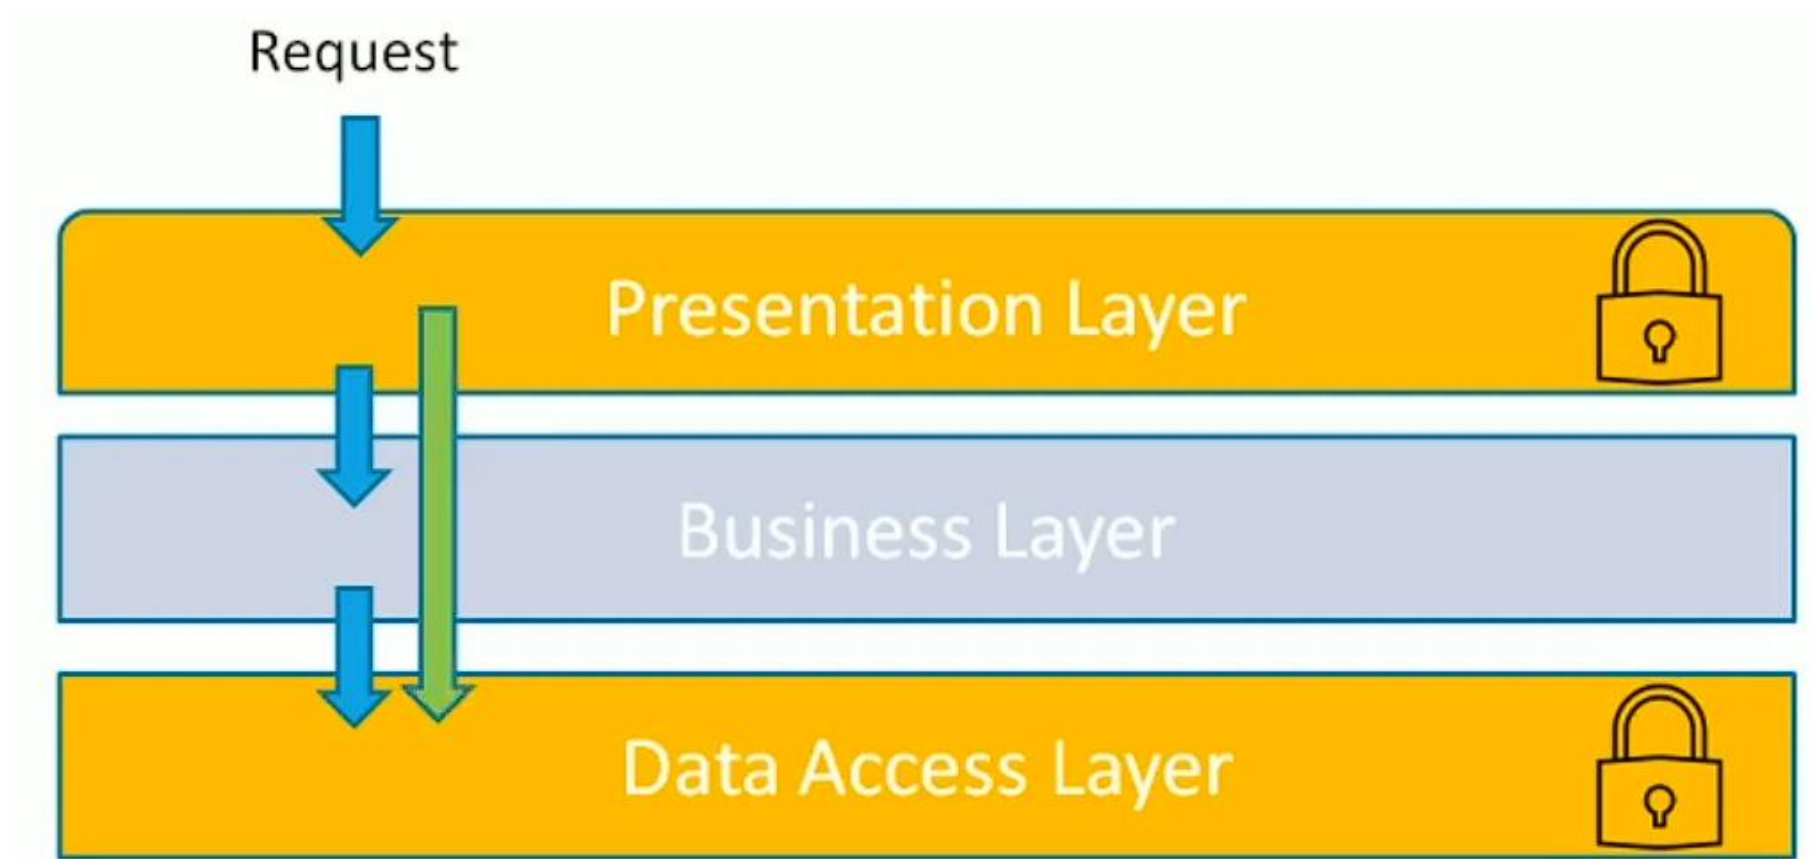 Request
Presentation Layer
Business Layer
Data Access Layer